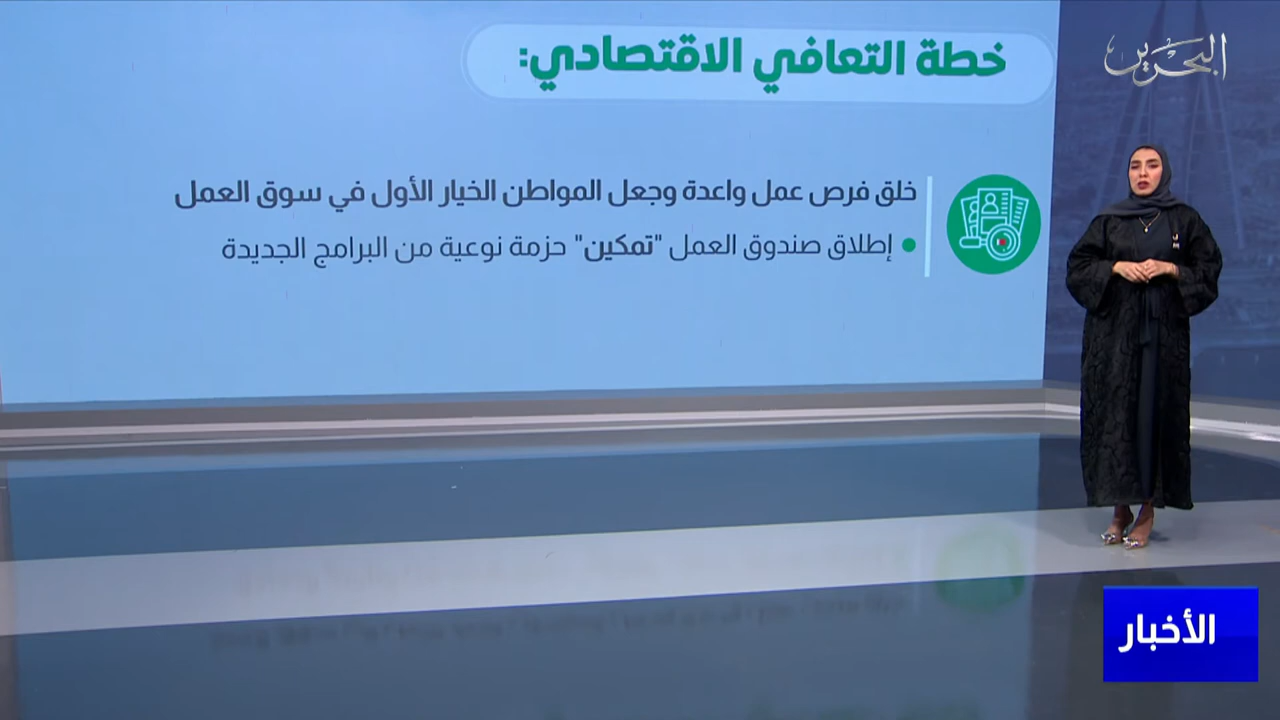 خطة التعافي الاقتصادي:
البحرين
خلق فرص عمل واعدة وجعل المواطن الخيار الأول في سوق العمل
• إطلاق صندوق العمل "تمكين" حزمة نوعية من البرامج الجديدة
الأخبار